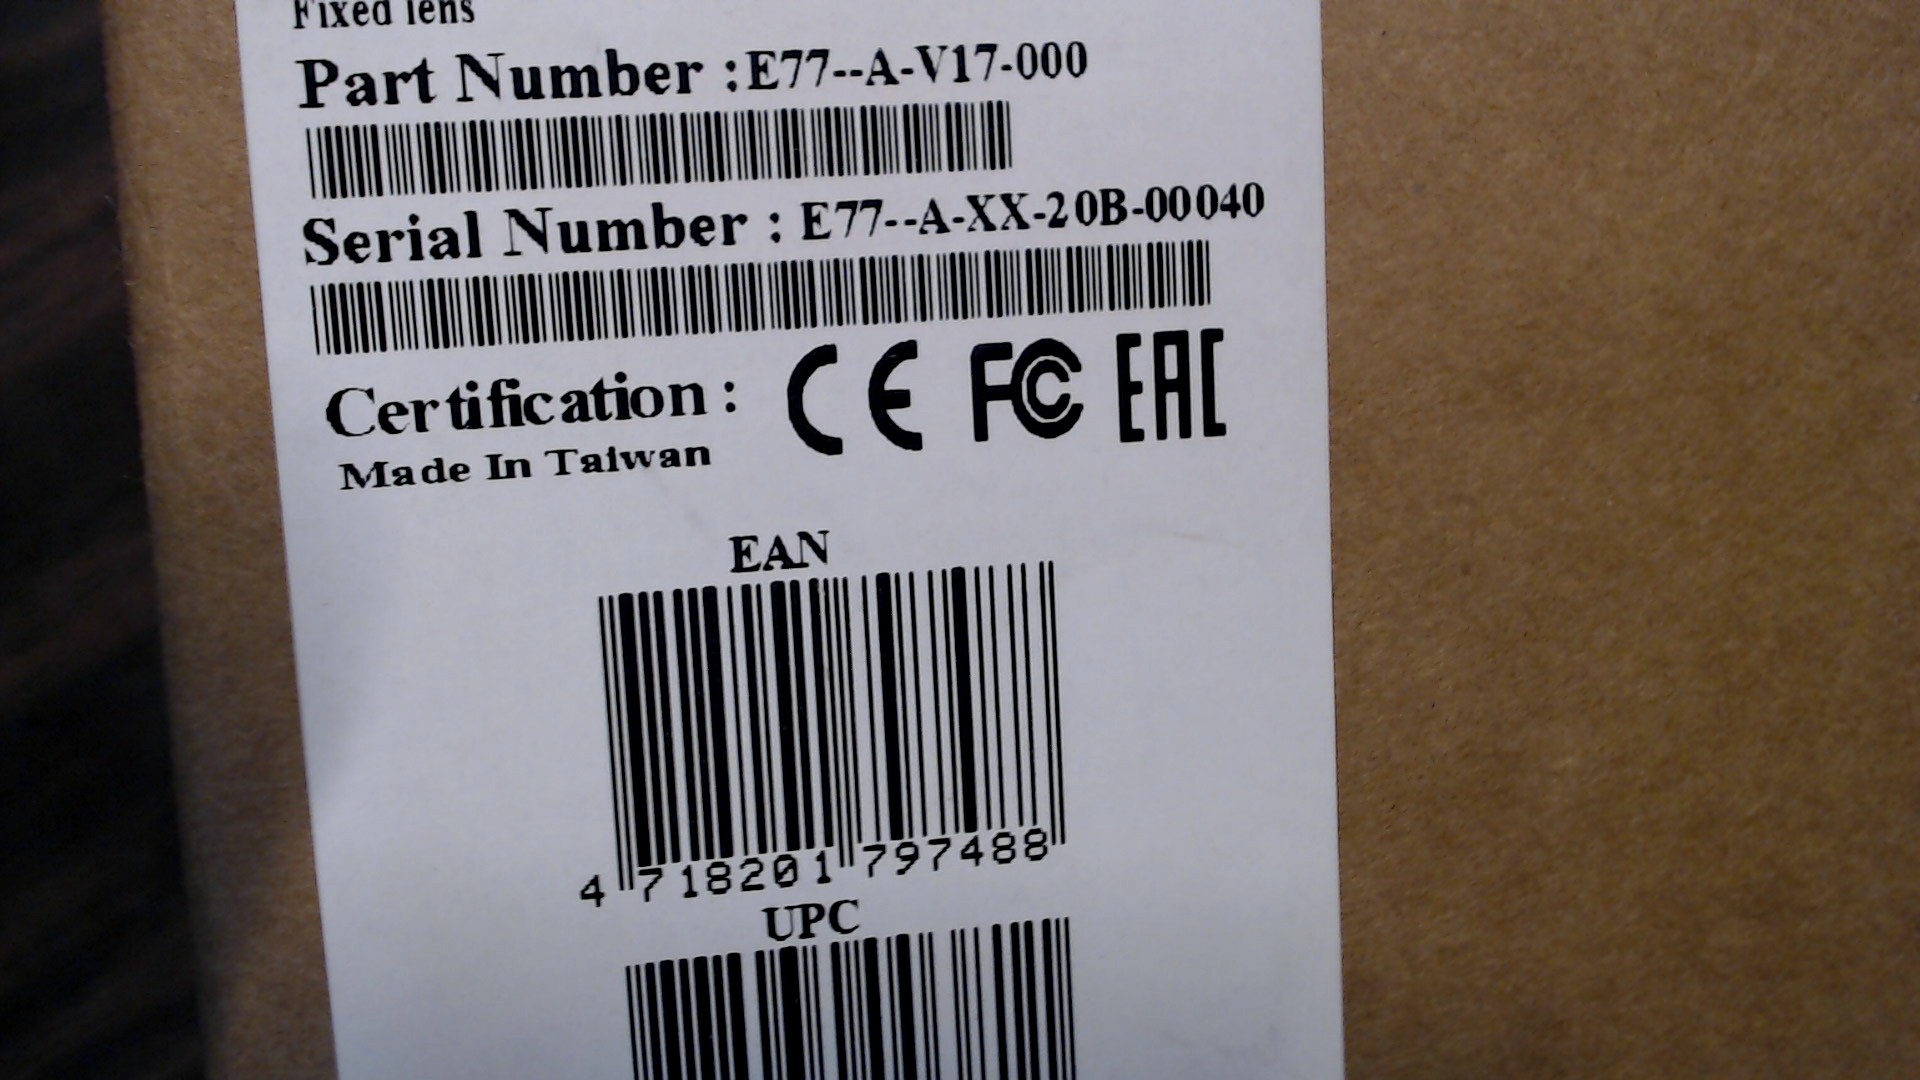 Fixed lens
Part Number :E77--A-V17-000
Serial Number : E77--A-XX-20B-00040
Certification : CE FC EAC
Made In Taiwan
EAN
4 718201 797488
UPC